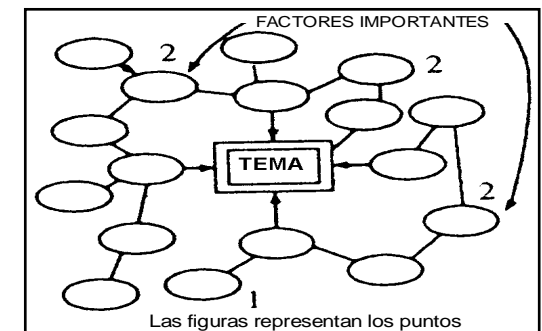 FACTORES IMPORTANTES
2
2
TEMA
2
1
Las figuras representan los puntos